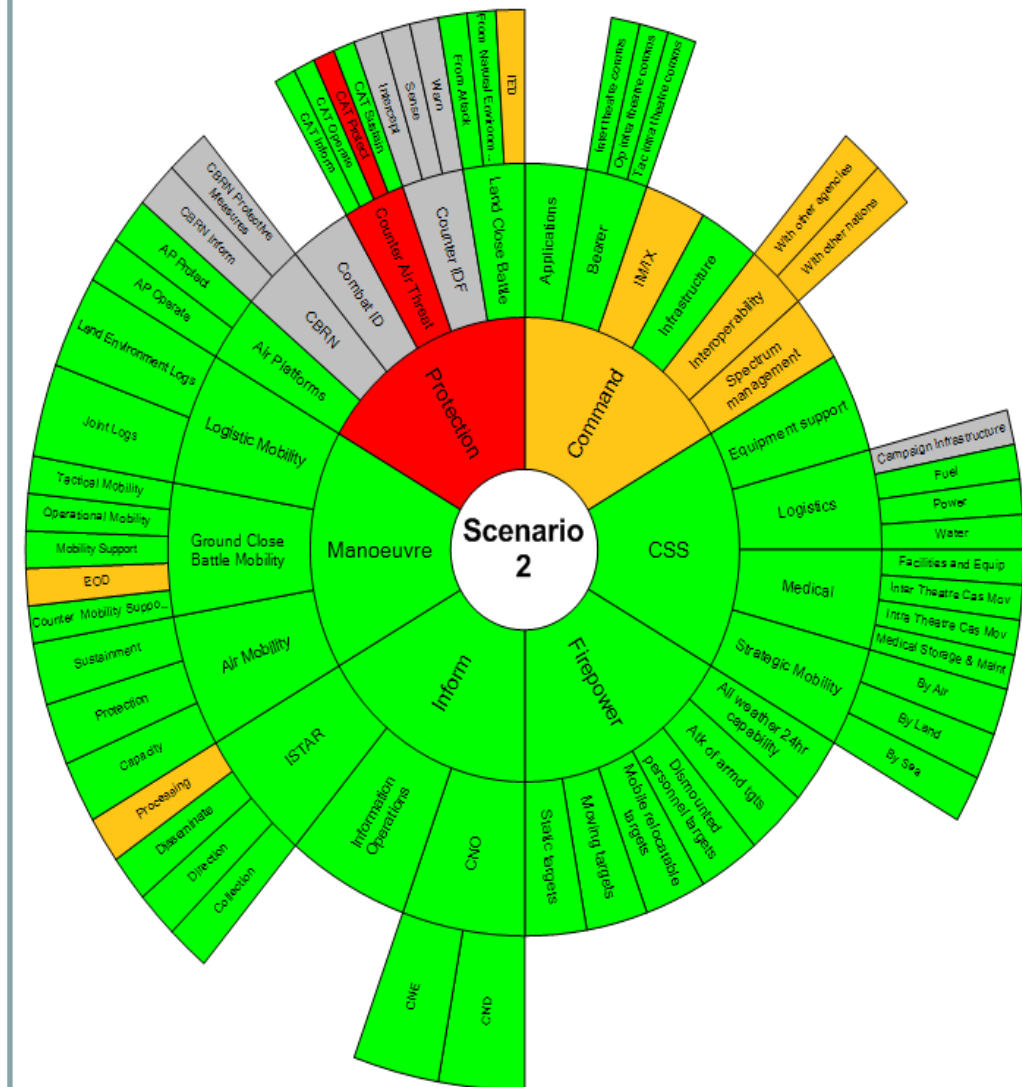 Scenario
2
Protection
Command
CSS
Firepower
Inform
Manoeuvre
Applications
Bearer
IM/IX
Infrastructure
Interoperability
Spectrum
management
Equipment support
Logistics
Medical
Strategic Mobility
All weather 24hr
capability
Atk of armd tgts
Dismounted
personnel targets
Mobile relocatable
targets
Moving targets
Static targets
CNO
Information
Operations
ISTAR
Air Mobility
Ground Close
Battle Mobility
Logistic Mobility
Air Platforms
CBRN
Combat ID
Counter Air Threat
Counter IDF
Land Close Battle
Inter theatre comms
Op intra theatre comms
Tac intra theatre comms
With other agencies
With other nations
Campaign Infrastructure
Fuel
Power
Water
Facilities and Equip
Inter Theatre Cas Mov
Intra Theatre Cas Mov
Medical Storage & Maint
By Air
By Land
By Sea
CND
CNE
Collection
Direction
Disseminate
Processing
Capacity
Protection
Sustainment
Counter Mobility Suppo...
EOD
Mobility Support
Operational Mobility
Tactical Mobility
Joint Logs
Land Environment Logs
AP Operate
AP Protect
CBRN Inform
CBRN Protective
Measures
CAT Inform
CAT Operate
CAT Protect
CAT Sustain
Intercept
Sense
Warn
From Attack
From Natural Environm...
IED